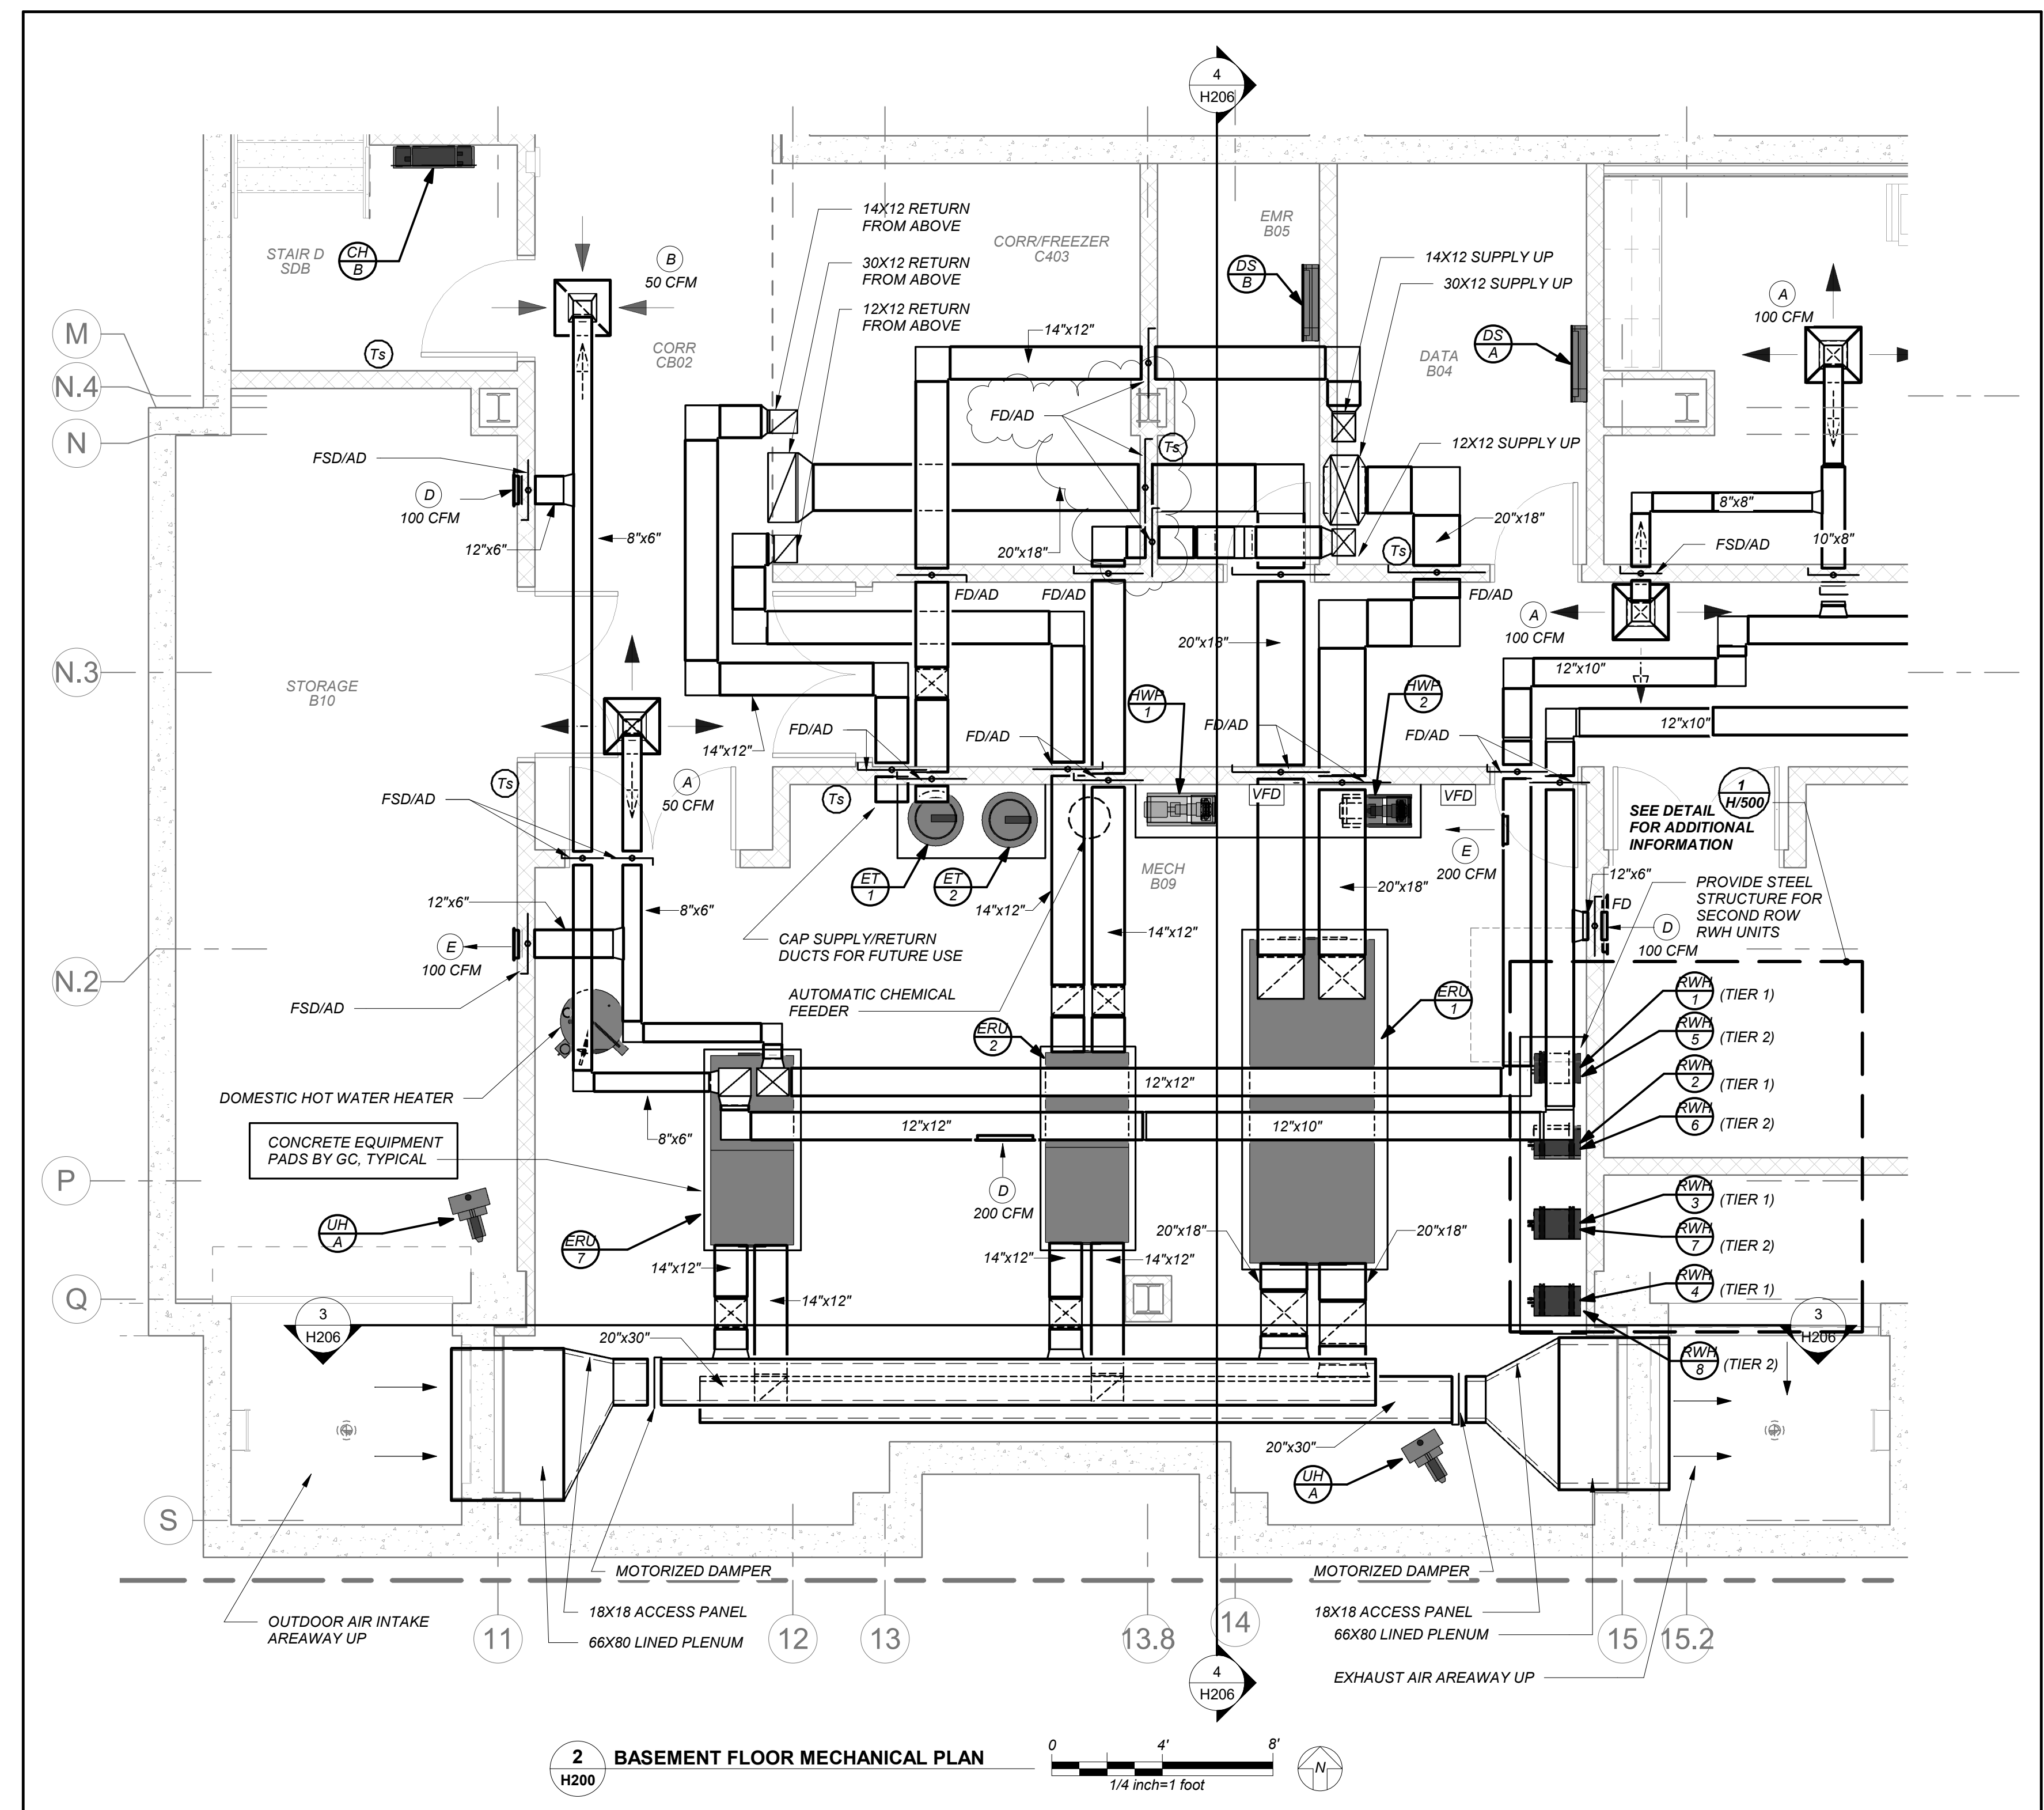 4
H206
14X12 RETURN
FROM ABOVE
30X12 RETURN
FROM ABOVE
12X12 RETURN
FROM ABOVE
CORR/FREEZER
C403
EMR
B05
STAIR D
SDB
CH
B
B
50 CFM
DS
B
14X12 SUPPLY UP
30X12 SUPPLY UP
A
100 CFM
M
N.4
N
Ts
CORR
CB02
14"x12"
DS
A
DATA
B04
FD/AD
Ts
12X12 SUPPLY UP
FSD/AD
D
100 CFM
12"x6"
8"x6"
20"x18"
Ts
20"x18"
8"x8"
10"x8"
FSD/AD
FD/AD
FD/AD
FD/AD
A
100 CFM
N.3
STORAGE
B10
20"x18"
12"x10"
HWP
1
HWP
2
14"x12"
FD/AD
FD/AD
FD/AD
FD/AD
12"x10"
Ts
A
50 CFM
Ts
FSD/AD
VFD
VFD
SEE DETAIL
FOR ADDITIONAL
INFORMATION
1
H/500
E
200 CFM
ET
1
ET
2
MECH
B09
20"x18"
12"x6"
FD
PROVIDE STEEL
STRUCTURE FOR
SECOND ROW
RWH UNITS
D
100 CFM
12"x6"
8"x6"
14"x12"
14"x12"
E
100 CFM
CAP SUPPLY/RETURN
DUCTS FOR FUTURE USE
N.2
FSD/AD
AUTOMATIC CHEMICAL
FEEDER
ERU
2
ERU
1
RWH
1
(TIER 1)
RWH
5
(TIER 2)
RWH
2
(TIER 1)
RWH
6
(TIER 2)
DOMESTIC HOT WATER HEATER
12"x12"
12"x12"
12"x10"
8"x6"
CONCRETE EQUIPMENT
PADS BY GC, TYPICAL
P
D
200 CFM
RWH
3
(TIER 1)
RWH
7
(TIER 2)
UH
A
ERU
7
20"x18"
20"x18"
14"x12"
14"x12"
14"x12"
14"x12"
RWH
4
(TIER 1)
Q
3
H206
20"x30"
3
H206
RWH
8
(TIER 2)
20"x30"
UH
A
S
MOTORIZED DAMPER
MOTORIZED DAMPER
OUTDOOR AIR INTAKE
AREAWAY UP
18X18 ACCESS PANEL
66X80 LINED PLENUM
18X18 ACCESS PANEL
66X80 LINED PLENUM
EXHAUST AIR AREAWAY UP
11
12
13
13.8
14
15
15.2
4
H206
2
H200
BASEMENT FLOOR MECHANICAL PLAN
0 4' 8'
1/4 inch=1 foot
N